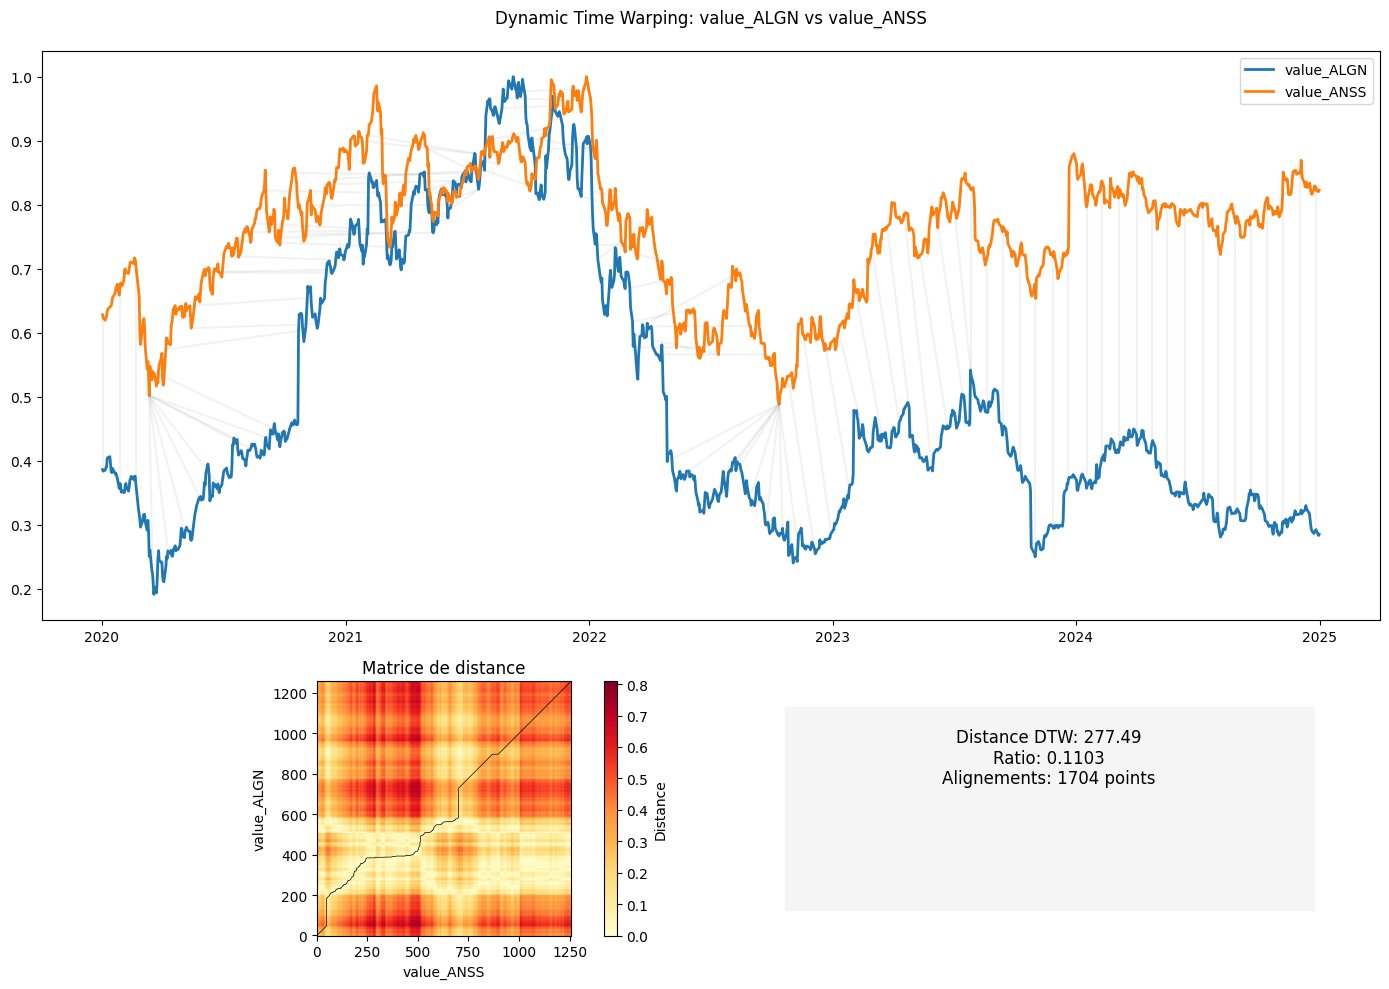 Dynamic Time Warping: value_ALGN vs value_ANSS
value_ALGN
value_ANSS
1.0
0.9
0.8
0.7
0.6
0.5
0.4
0.3
0.2
2020 2021 2022 2023 2024 2025
Matrice de distance
value_ALGN
1200
1000
800
600
400
200
0
0 250 500 750 1000 1250
value_ANSS
0.8
0.7
0.6
0.5
0.4
0.3
0.2
0.1
0.0
Distance
Distance DTW: 277.49
Ratio: 0.1103
Alignements: 1704 points